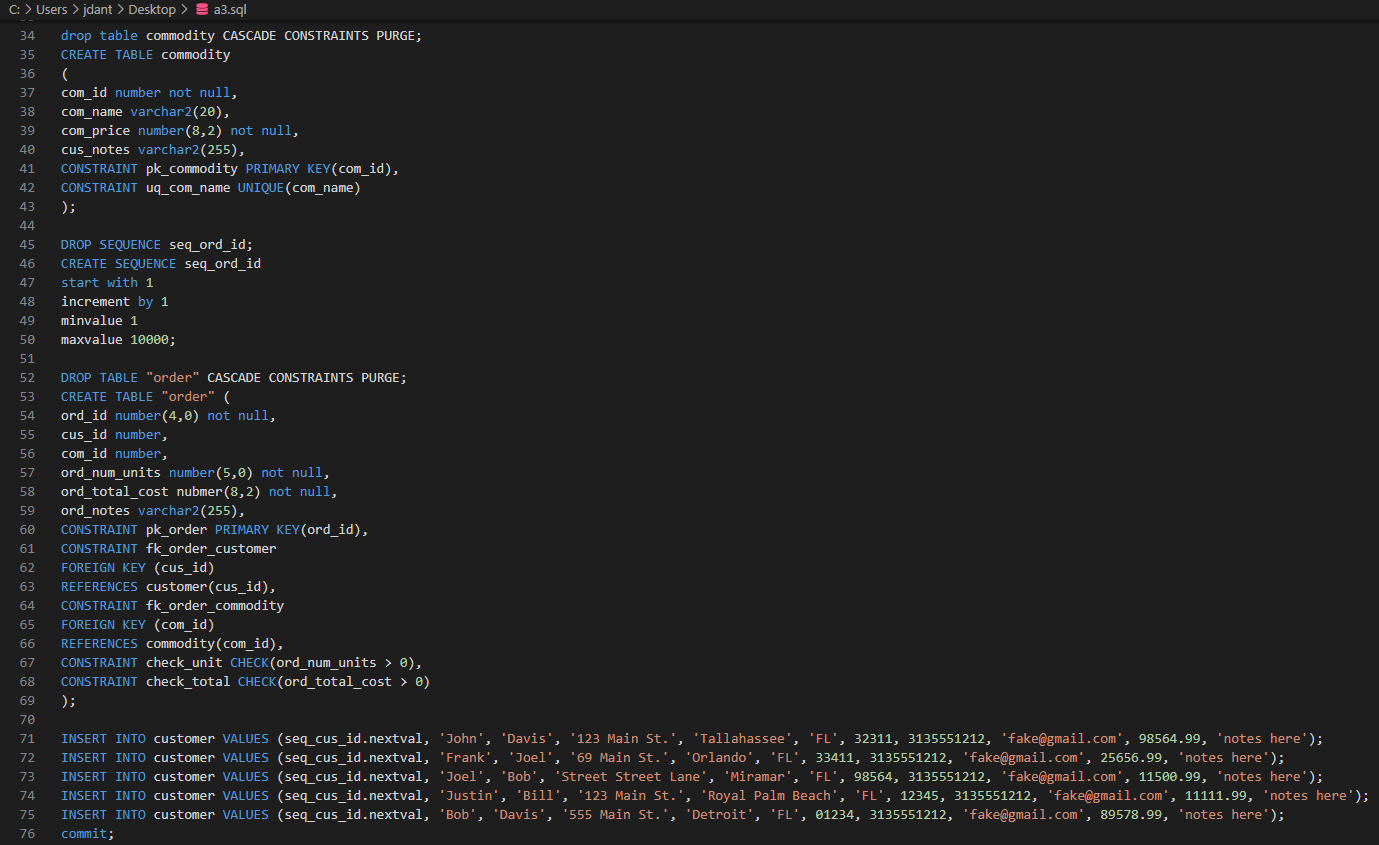 C: > Users > jdant > Desktop > a3.sql
34 drop table commodity CASCADE CONSTRAINTS PURGE;
35 CREATE TABLE commodity
36 (
37 com_id number not null,
38 com_name varchar2(20),
39 com_price number(8,2) not null,
40 cus_notes varchar2(255),
41 CONSTRAINT pk_commodity PRIMARY KEY(com_id),
42 CONSTRAINT uq_com_name UNIQUE(com_name)
43 );
44
45 DROP SEQUENCE seq_ord_id;
46 CREATE SEQUENCE seq_ord_id
47 start with 1
48 increment by 1
49 minvalue 1
50 maxvalue 10000;
51
52 DROP TABLE "order" CASCADE CONSTRAINTS PURGE;
53 CREATE TABLE "order" (
54 ord_id number(4,0) not null,
55 cus_id number,
56 com_id number,
57 ord_num_units number(5,0) not null,
58 ord_total_cost nubmer(8,2) not null,
59 ord_notes varchar2(255),
60 CONSTRAINT pk_order PRIMARY KEY(ord_id),
61 CONSTRAINT fk_order_customer
62 FOREIGN KEY (cus_id)
63 REFERENCES customer(cus_id),
64 CONSTRAINT fk_order_commodity
65 FOREIGN KEY (com_id)
66 REFERENCES commodity(com_id),
67 CONSTRAINT check_unit CHECK(ord_num_units > 0),
68 CONSTRAINT check_total CHECK(ord_total_cost > 0)
69 );
70
71 INSERT INTO customer VALUES (seq_cus_id.nextval, 'John', 'Davis', '123 Main St.', 'Tallahassee', 'FL', 32311, 3135551212, 'fake@gmail.com', 98564.99, 'notes here');
72 INSERT INTO customer VALUES (seq_cus_id.nextval, 'Frank', 'Joel', '69 Main St.', 'Orlando', 'FL', 33411, 3135551212, 'fake@gmail.com', 25656.99, 'notes here');
73 INSERT INTO customer VALUES (seq_cus_id.nextval, 'Joel', 'Bob', 'Street Street Lane', 'Miramar', 'FL', 98564, 3135551212, 'fake@gmail.com', 11500.99, 'notes here');
74 INSERT INTO customer VALUES (seq_cus_id.nextval, 'Justin', 'Bill', '123 Main St.', 'Royal Palm Beach', 'FL', 12345, 3135551212, 'fake@gmail.com', 11111.99, 'notes here');
75 INSERT INTO customer VALUES (seq_cus_id.nextval, 'Bob', 'Davis', '555 Main St.', 'Detroit', 'FL', 01234, 3135551212, 'fake@gmail.com', 89578.99, 'notes here');
76 commit;